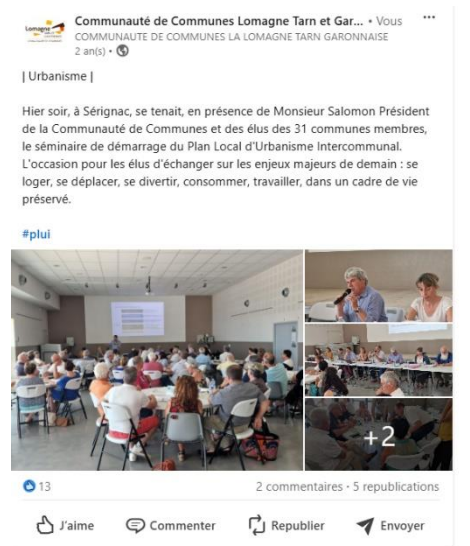 Communauté de Communes Lomagne Tarn et Gar... • Vous
COMMUNAUTE DE COMMUNES LA LOMAGNE TARN GARONNAISE
2 an(s) •
| Urbanisme |
Hier soir, à Sérignac, se tenait, en présence de Monsieur Salomon Président
de la Communauté de Communes et des élus des 31 communes membres,
le séminaire de démarrage du Plan Local d'Urbanisme Intercommunal.
L'occasion pour les élus d'échanger sur les enjeux majeurs de demain : se
loger, se déplacer, se divertir, consommer, travailler, dans un cadre de vie
préservé.
#plui
+2
13
2 commentaires · 5 republications
J'aime
Commenter
Republier
Envoyer